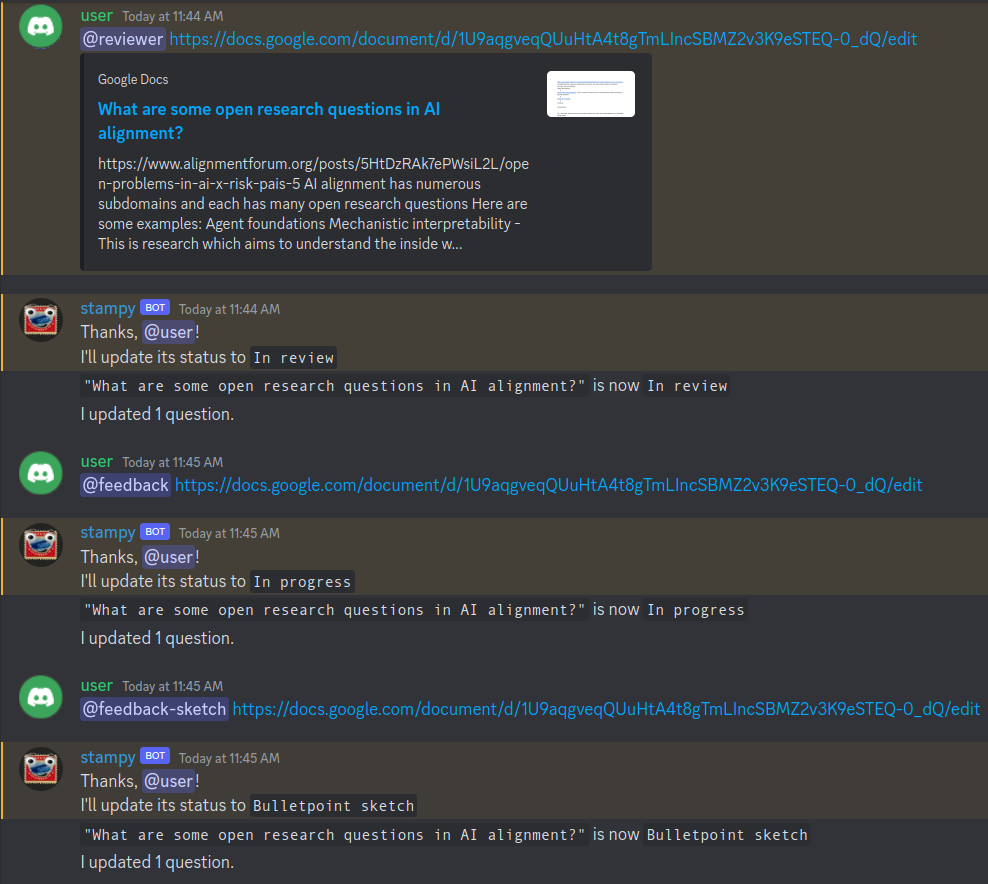 user Today at 11:44 AM
@reviewer https://docs.google.com/document/d/1U9aqgveqQUuHtA4t8gTmLIncSBMZ2v3K9eSTEQ-0_dQ/edit
Google Docs
What are some open research questions in AI
alignment?
https://www.alignmentforum.org/posts/5HtDzRAk7ePWsiL2L/ope
n-problems-in-ai-x-risk-pais-5 AI alignment has numerous
subdomains and each has many open research questions Here are
some examples: Agent foundations Mechanistic interpretability -
This is research which aims to understand the inside w...
stampy BOT Today at 11:44 AM
Thanks, @user!
I'll update its status to In review
"What are some open research questions in AI alignment?" is now In review
I updated 1 question.
user Today at 11:45 AM
@feedback https://docs.google.com/document/d/1U9aqgveqQUuHtA4t8gTmLIncSBMZ2v3K9eSTEQ-0_dQ/edit
stampy BOT Today at 11:45 AM
Thanks, @user!
I'll update its status to In progress
"What are some open research questions in AI alignment?" is now In progress
I updated 1 question.
user Today at 11:45 AM
@feedback-sketch https://docs.google.com/document/d/1U9aqgveqQUuHtA4t8gTmLIncSBMZ2v3K9eSTEQ-0_dQ/edit
stampy BOT Today at 11:45 AM
Thanks, @user!
I'll update its status to Bulletpoint sketch
"What are some open research questions in AI alignment?" is now Bulletpoint sketch
I updated 1 question.